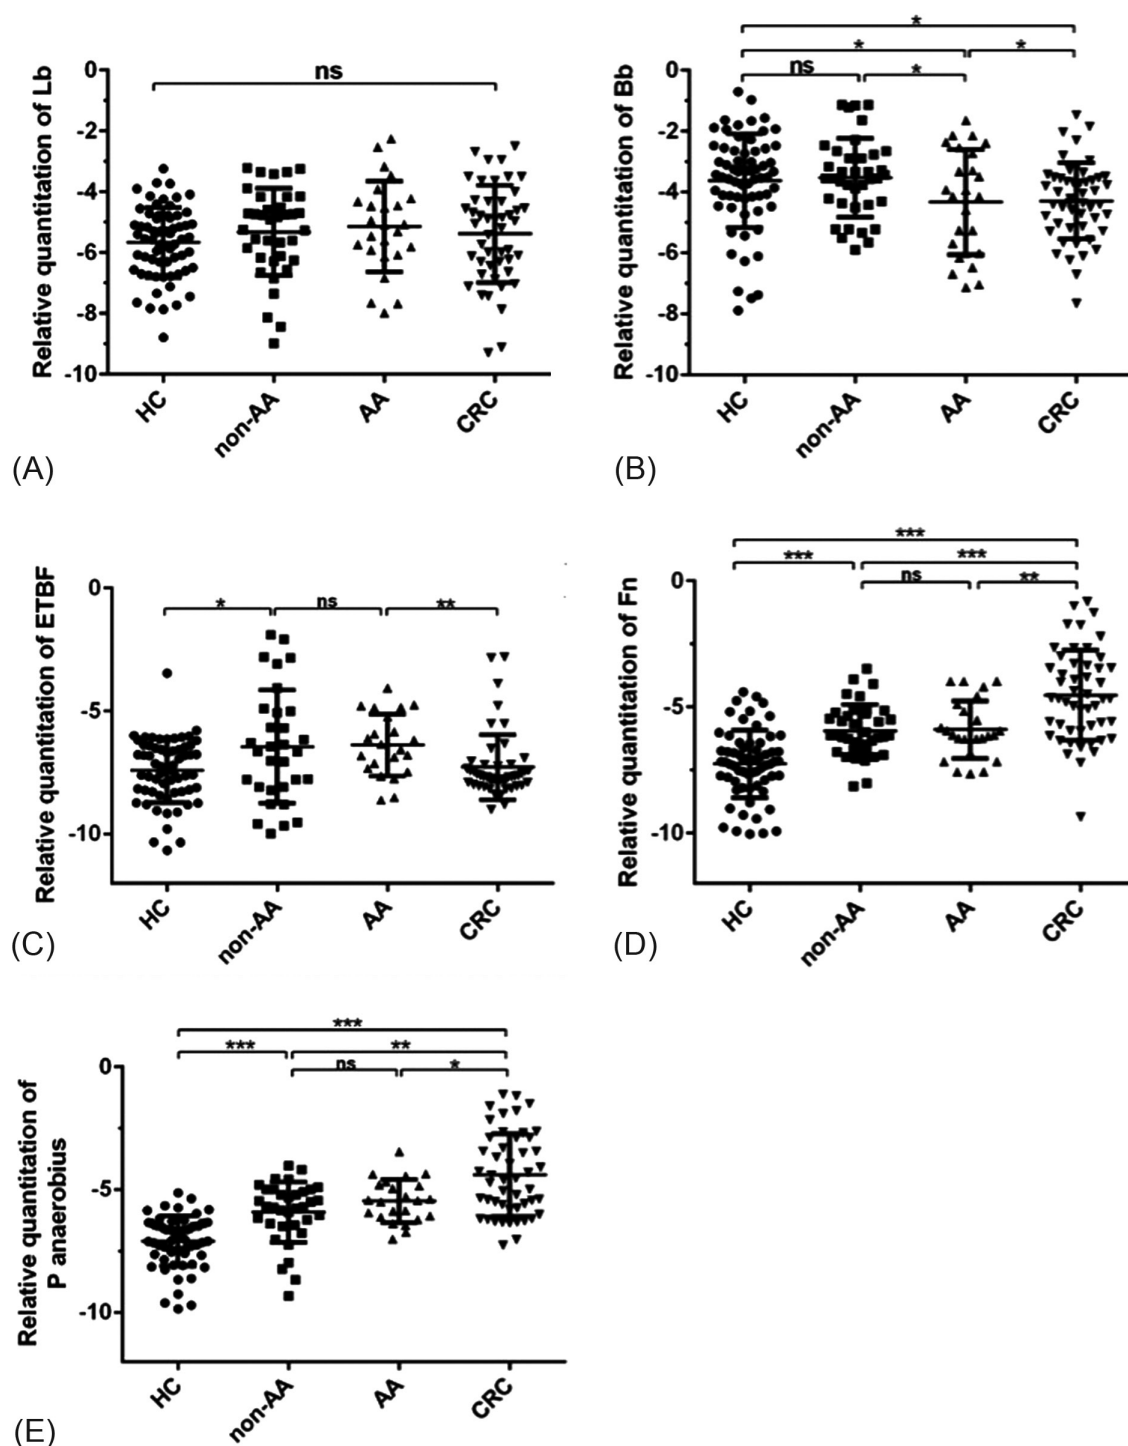 ns
Relative quantitation of Lb
0
-2
-4
-6
-8
-10
HC
non-AA
AA
CRC
(A)
*
*
*
ns
*
Relative quantitation of Bb
0
-2
-4
-6
-8
-10
HC
non-AA
AA
CRC
(B)
*
ns
**
Relative quantitation of ETBF
0
-5
-10
HC
non-AA
AA
CRC
(C)
***
***
***
ns
**
Relative quantitation of Fn
0
-5
-10
HC
non-AA
AA
CRC
(D)
***
***
**
ns
*
Relative quantitation of
P anaerobius
0
-5
-10
HC
non-AA
AA
CRC
(E)